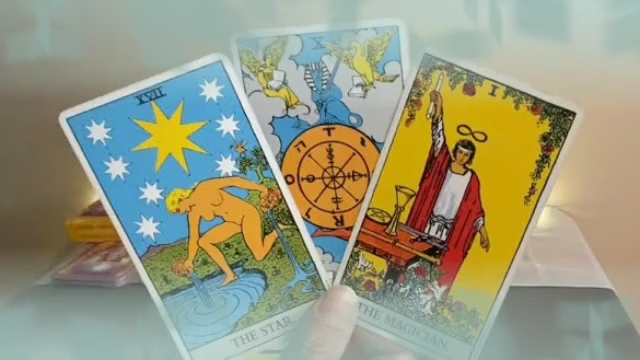 XVII
THE STAR
X
T
A
R
I
THE MAGICIAN.